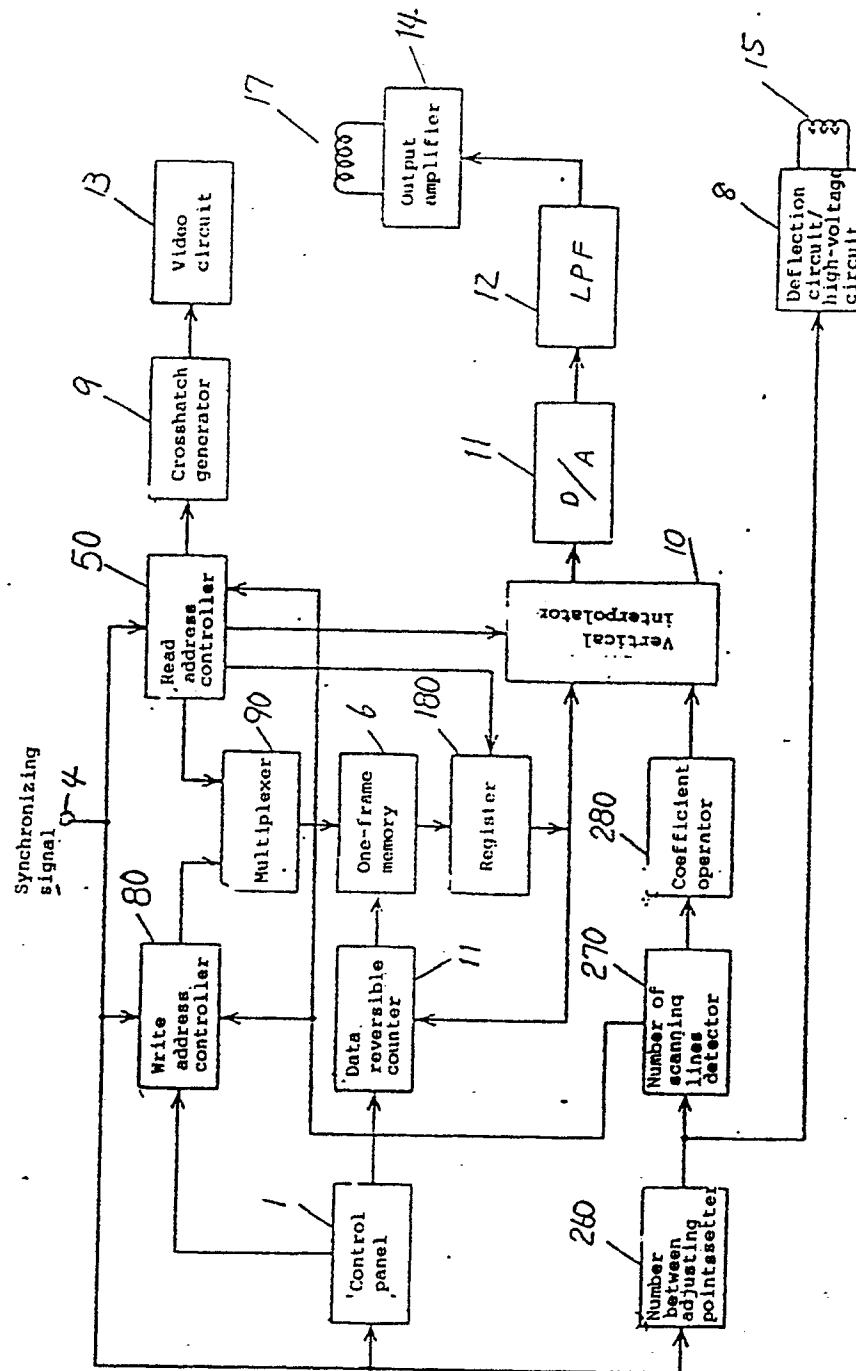 Synchronizing
signal
4
80
Write
address
controller
50
Read
address
controller
9
Crosshatch
generator
13
Video
circuit
90
Multiplexer
6
One-frame
memory
180
Register
1
Control
panel
11
Data
reversible
counter
17
14
Output
amplifier
12
LPF
11
D/A
10
Vertical
interpolator
260
Number
between
adjusting
pointssetter
270
Number of
scanning
lines
detector
280
Coefficient
operator
8
Deflection
circuit/
high-voltage
circuit
15